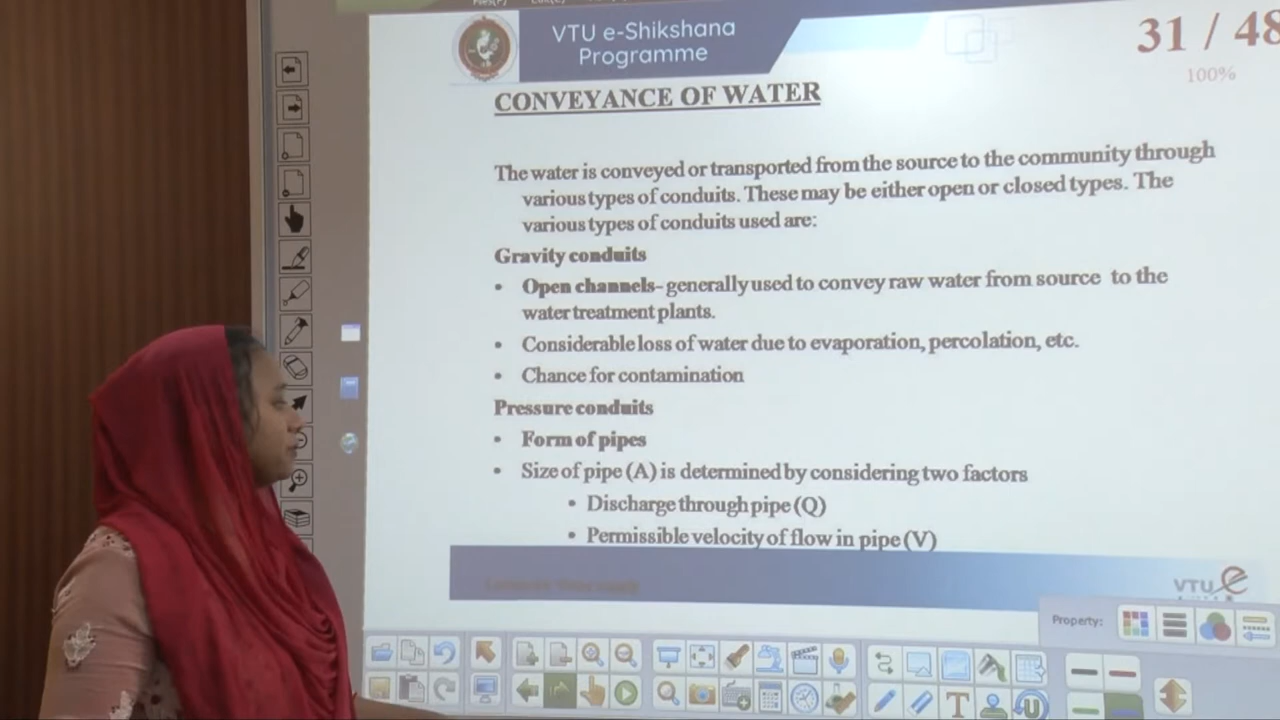 VTU e-Shikshana
Programme
31 / 48
100%
CONVEYANCE OF WATER
The water is conveyed or transported from the source to the community through
various types of conduits. These may be either open or closed types. The
various types of conduits used are:
Gravity conduits
• Open channels- generally used to convey raw water from source to the
water treatment plants.
• Considerable loss of water due to evaporation, percolation, etc.
• Chance for contamination
Pressure conduits
• Form of pipes
• Size of pipe (A) is determined by considering two factors
• Discharge through pipe (Q)
• Permissible velocity of flow in pipe (V)
VTU e
Property: